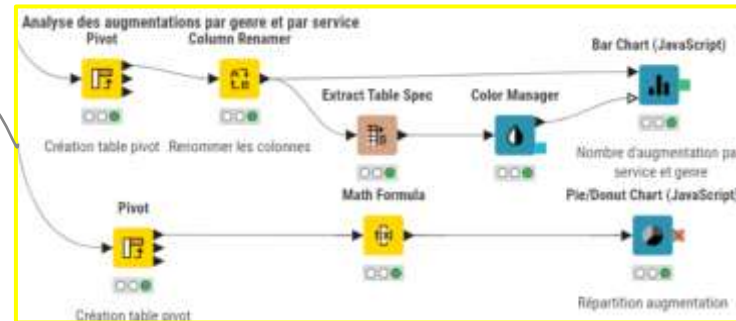 Analyse des augmentations par genre et par service
Pivot
Column Renamer
Bar Chart (JavaScript)
Extract Table Spec
Color Manager
Création table pivot
Renommer les colonnes
Nombre d'augmentation pa
service et genre
Pivot
Math Formula
Pie/Donut Chart (JavaScript)
Création table pivot
Répartition augmentation